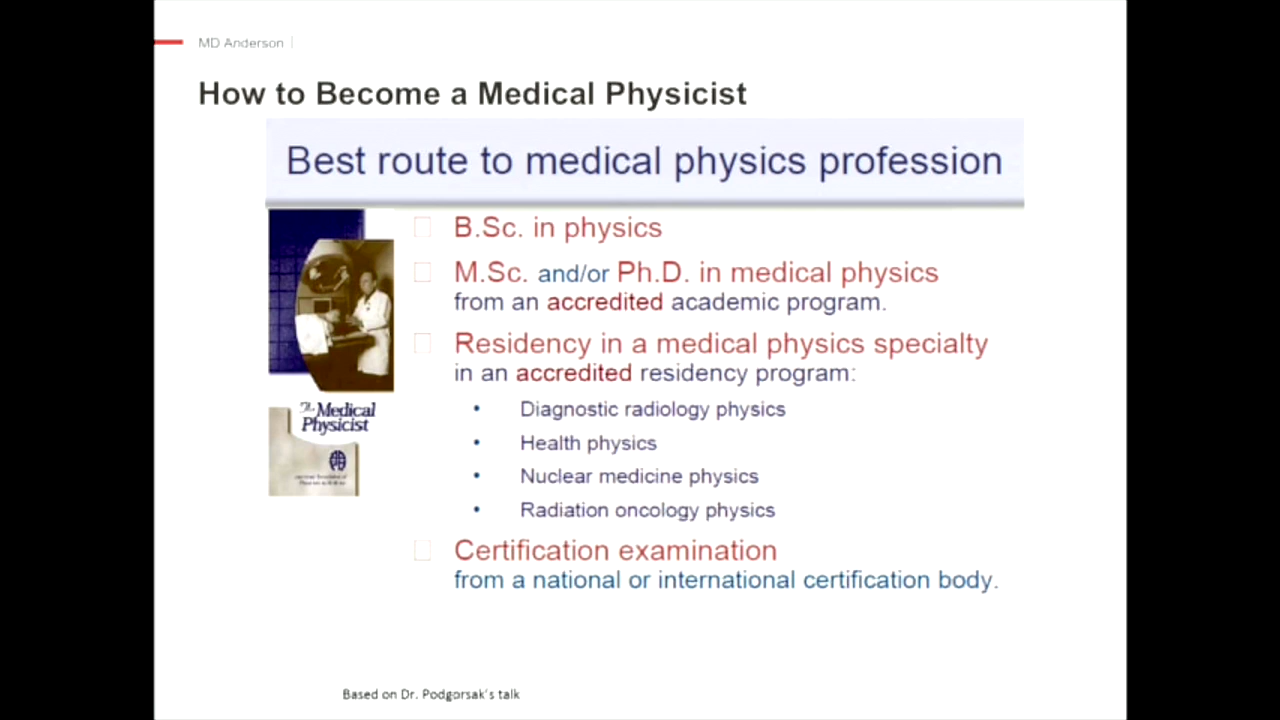 MD Anderson
How to Become a Medical Physicist
Best route to medical physics profession
B.Sc. in physics
M.Sc. and/or Ph.D. in medical physics
from an accredited academic program.
Residency in a medical physics specialty
in an accredited residency program:
• Diagnostic radiology physics
• Health physics
• Nuclear medicine physics
• Radiation oncology physics
Certification examination
from a national or international certification body.
The Medical
Physicist
Based on Dr. Podgorsak's talk